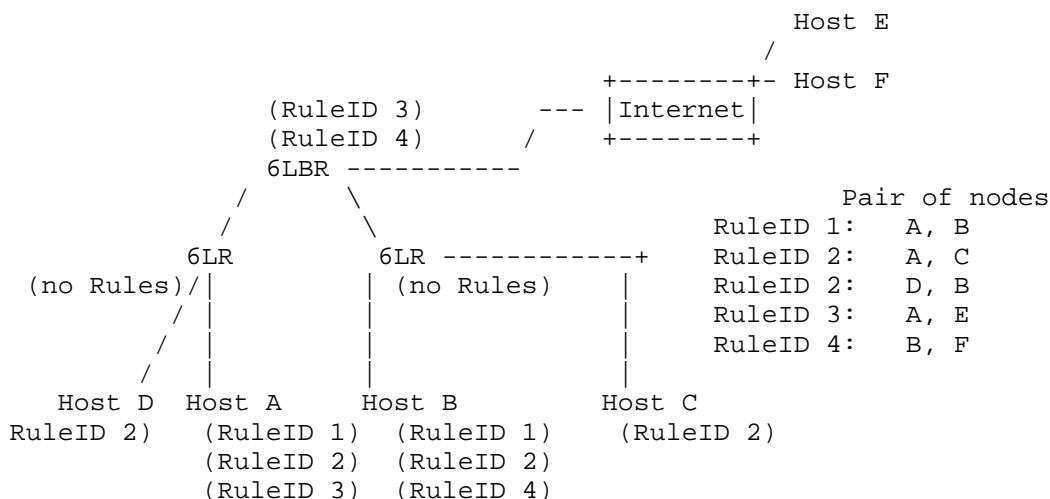 Host E
/
+--------+- Host F
(RuleID 3) --- |Internet|
(RuleID 4) / +--------+
6LBR -----------
/ \ Pair of nodes
/ \ RuleID 1: A, B
6LR 6LR ------------+ RuleID 2: A, C
(no Rules)/| | (no Rules) | RuleID 2: D, B
/ | | | RuleID 3: A, E
/ | | | RuleID 4: B, F
/ | | |
Host D Host A Host B Host C
RuleID 2) (RuleID 1) (RuleID 1) (RuleID 2)
(RuleID 2) (RuleID 2)
(RuleID 3) (RuleID 4)